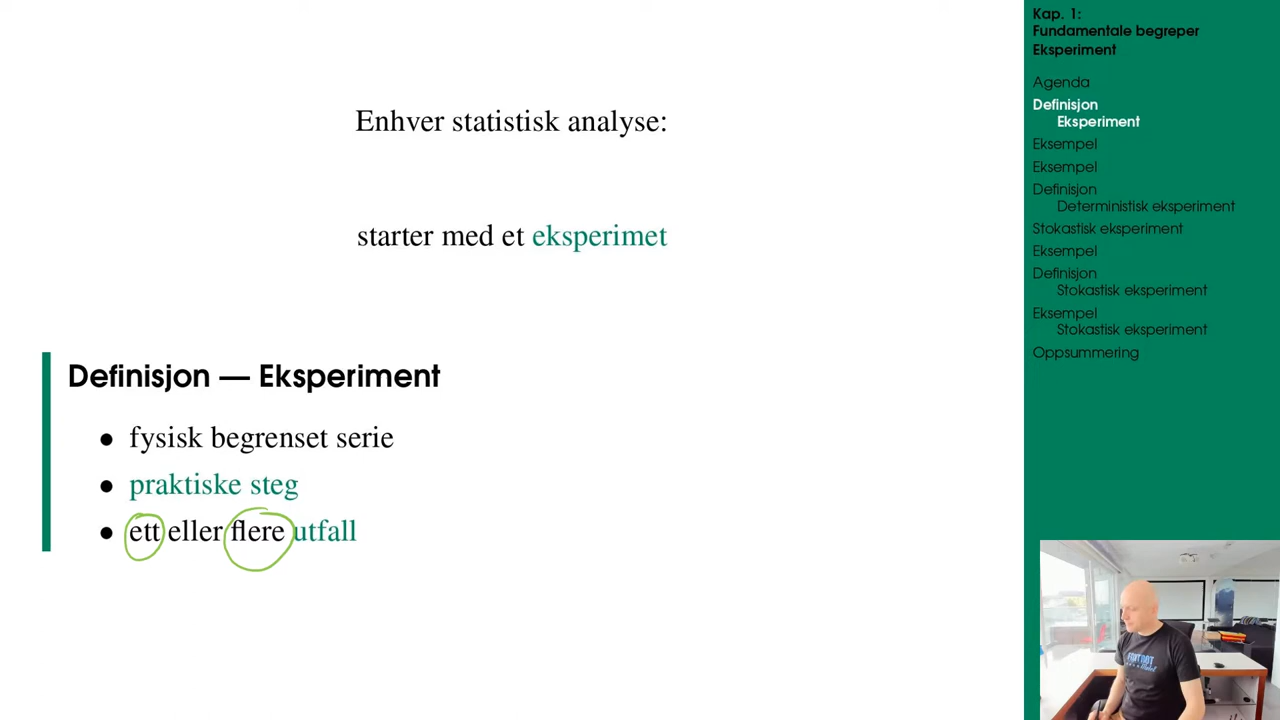 Enhver statistisk analyse:
starter med et eksperimet
Definisjon — Eksperiment
• fysisk begrenset serie
• praktiske steg
• ett eller flere utfall
Kap. 1:
Fundamentale begreper
Eksperiment
Agenda
Definisjon
Eksperiment
Eksempel
Eksempel
Definisjon
Deterministisk eksperiment
Stokastisk eksperiment
Eksempel
Definisjon
Stokastisk eksperiment
Eksempel
Stokastisk eksperiment
Oppsummering